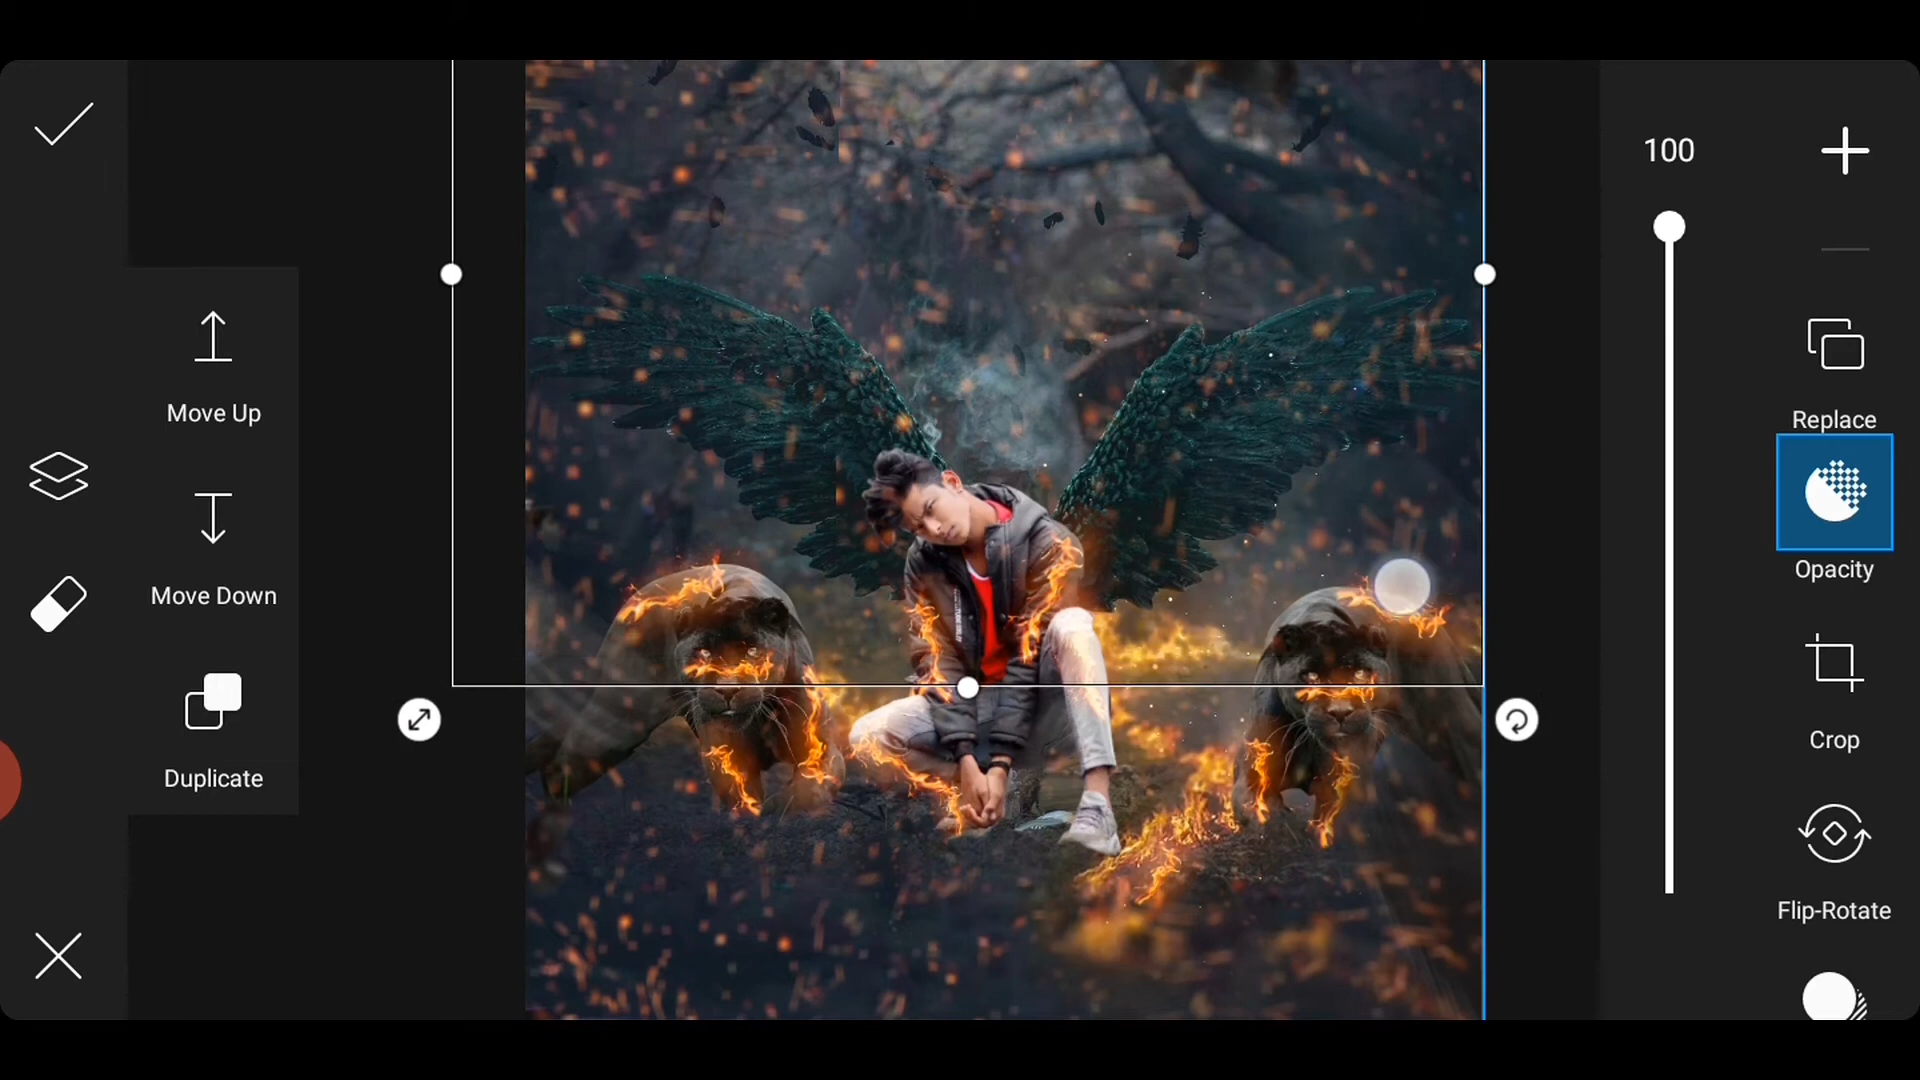 100
Move Up
Replace
Opacity
Move Down
Crop
Duplicate
Flip-Rotate